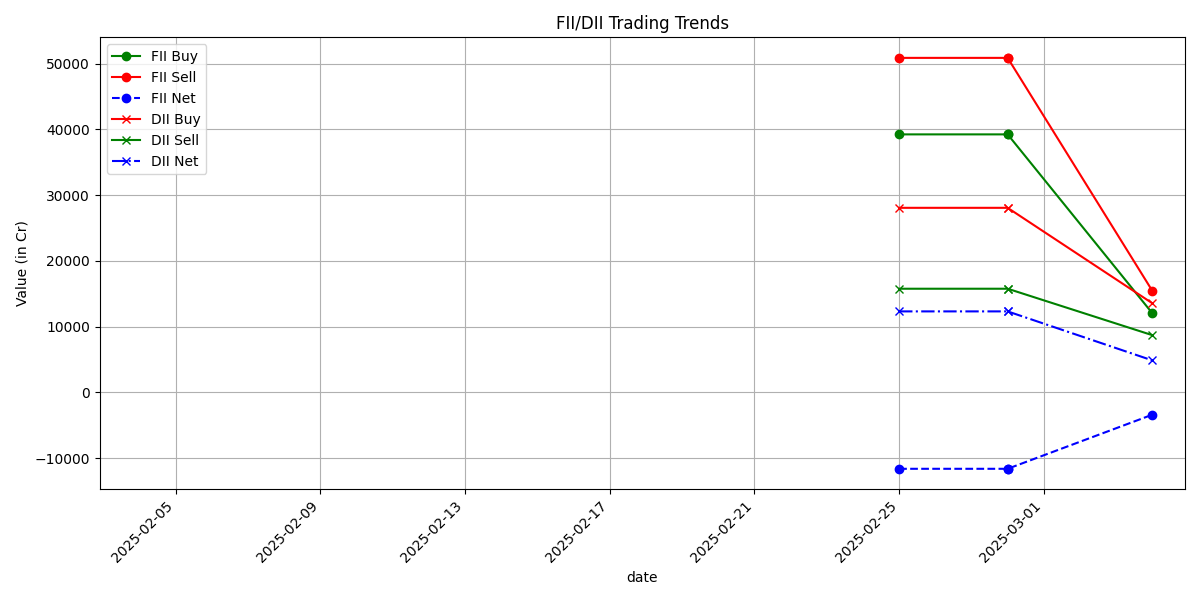 FII/DII Trading Trends
FII Buy
FII Sell
FII Net
DII Buy
DII Sell
DII Net
Value (in Cr)
50000
40000
30000
20000
10000
0
−10000
2025-02-05
2025-02-09
2025-02-13
2025-02-17
2025-02-21
2025-02-25
2025-03-01
date